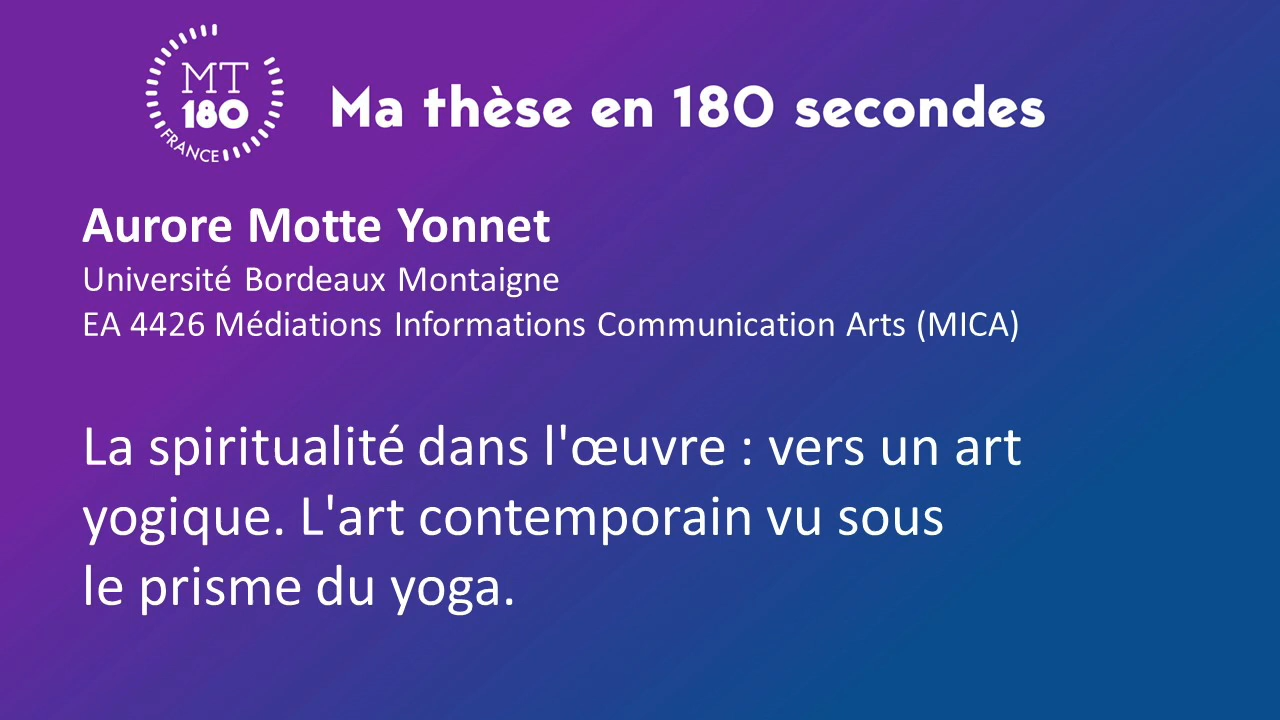 MT
180
FRANCE
Ma thèse en 180 secondes
Aurore Motte Yonnet
Université Bordeaux Montaigne
EA 4426 Médiations Informations Communication Arts (MICA)
La spiritualité dans l'œuvre : vers un art
yogique. L'art contemporain vu sous
le prisme du yoga.